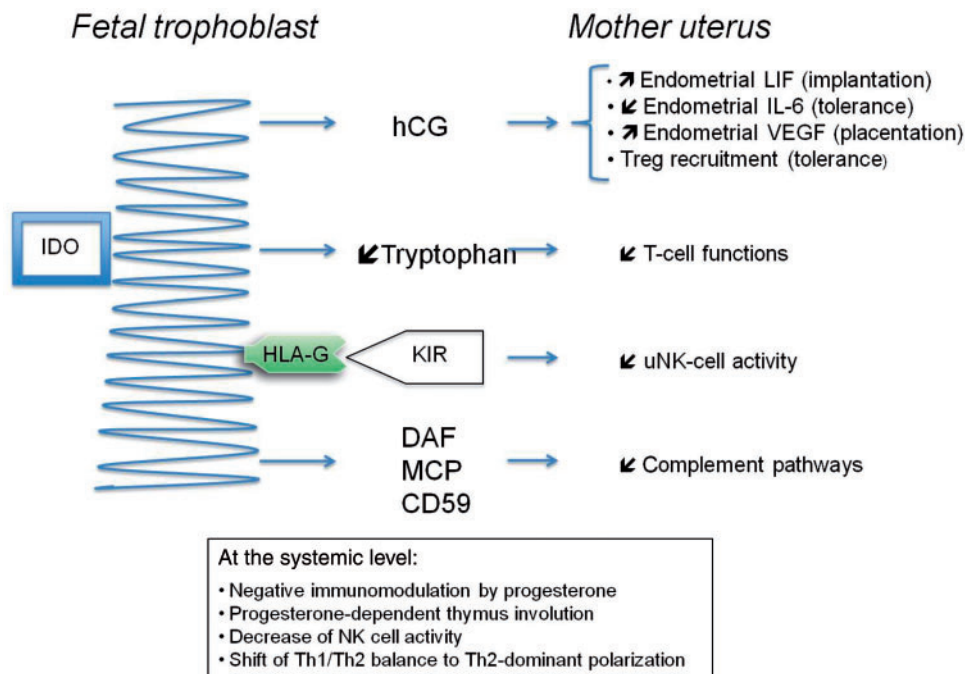 Fetal trophoblast
Mother uterus
hCG
• ↗ Endometrial LIF (implantation)
• ↙ Endometrial IL-6 (tolerance)
• ↗ Endometrial VEGF (placentation)
• Treg recruitment (tolerance)
IDO
↙ Tryptophan
↙ T-cell functions
HLA-G
KIR
↙ uNK-cell activity
DAF
MCP
CD59
↙ Complement pathways
At the systemic level:
• Negative immunomodulation by progesterone
• Progesterone-dependent thymus involution
• Decrease of NK cell activity
• Shift of Th1/Th2 balance to Th2-dominant polarization